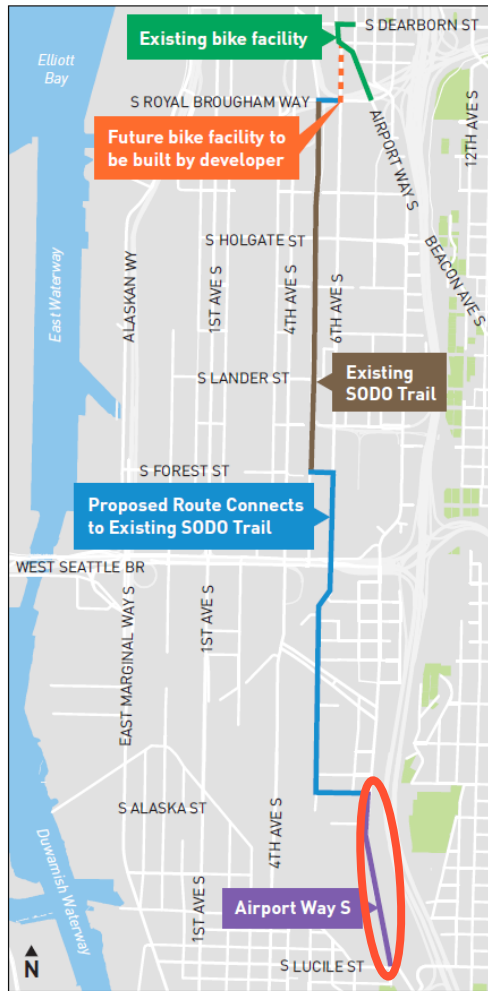 S DEARBORN ST
Existing bike facility
Elliott
Bay
S ROYAL BROUGHAM WAY
Future bike facility to
be built by developer
AIRPORT WAY S
12TH AVE S
S HOLGATE ST
BEACON AVE S
East Waterway
ALASKAN WY
1ST AVE S
4TH AVE S
6TH AVE S
S LANDER ST
Existing
SODO Trail
S FOREST ST
Proposed Route Connects
to Existing SODO Trail
WEST SEATTLE BR
EAST MARGINAL WAY S
1ST AVE S
S ALASKA ST
4TH AVE S
Duwamish Waterway
1ST AVE S
Airport Way S
S LUCILE ST
N